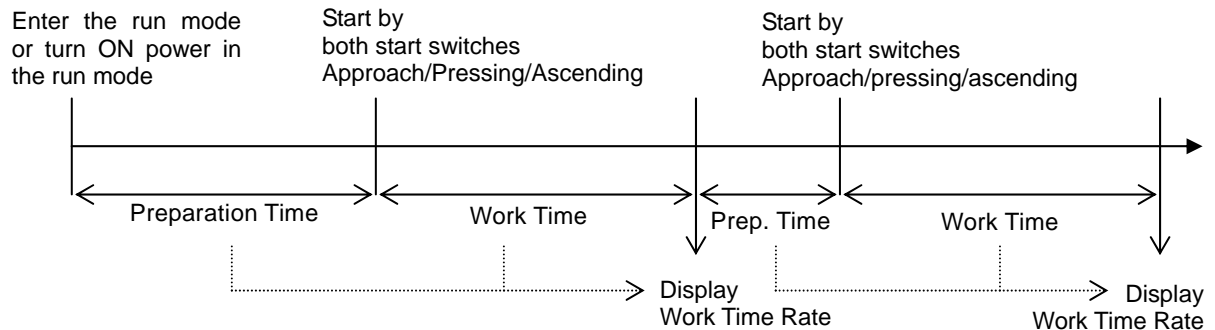 Enter the run mode
or turn ON power in
the run mode
Start by
both start switches
Approach/Pressing/Ascending
Start by
both start switches
Approach/pressing/ascending
Preparation Time
Work Time
Prep. Time
Work Time
Display
Work Time Rate
Display
Work Time Rate